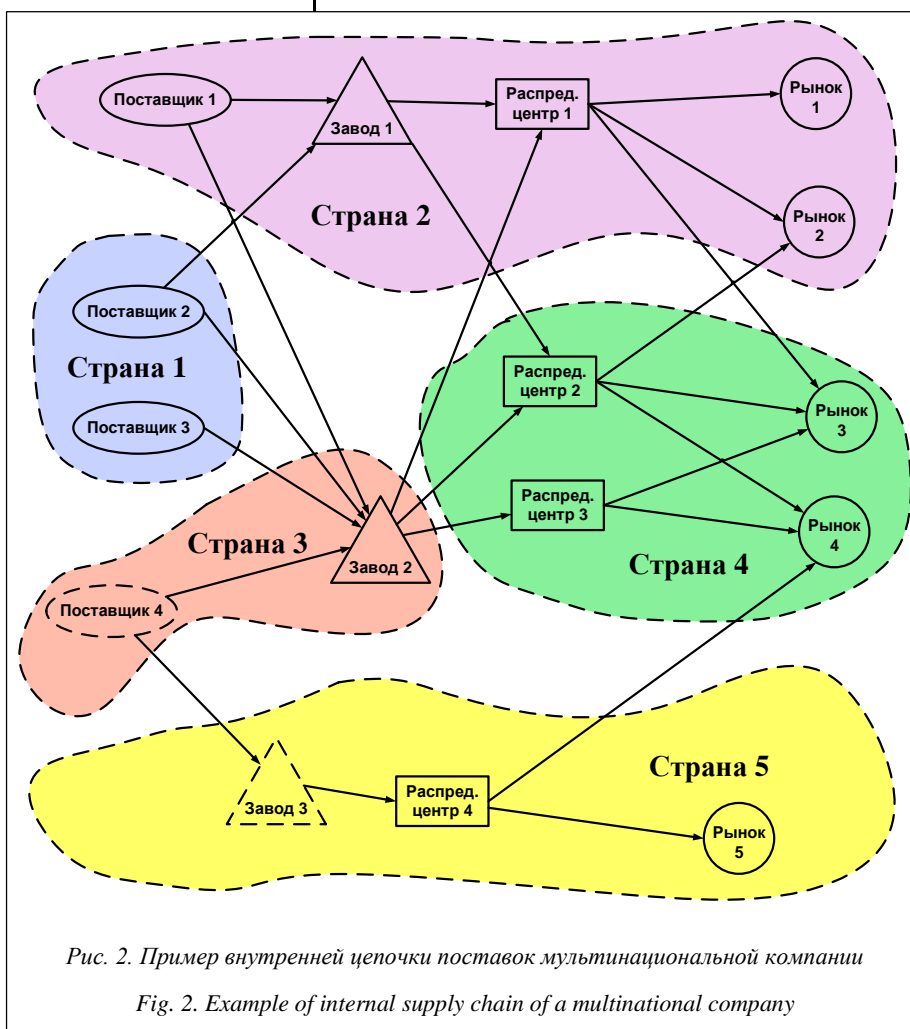 Поставщик 1
Завод 1
Распред.
центр 1
Рынок
1
Страна 2
Рынок
2
Поставщик 2
Страна 1
Поставщик 3
Распред.
центр 2
Рынок
3
Распред.
центр 3
Рынок
4
Страна 4
Страна 3
Завод 2
Поставщик 4
Страна 5
Завод 3
Распред.
центр 4
Рынок
5
Рис. 2. Пример внутренней цепочки поставок мультинациональной компании
Fig. 2. Example of internal supply chain of a multinational company